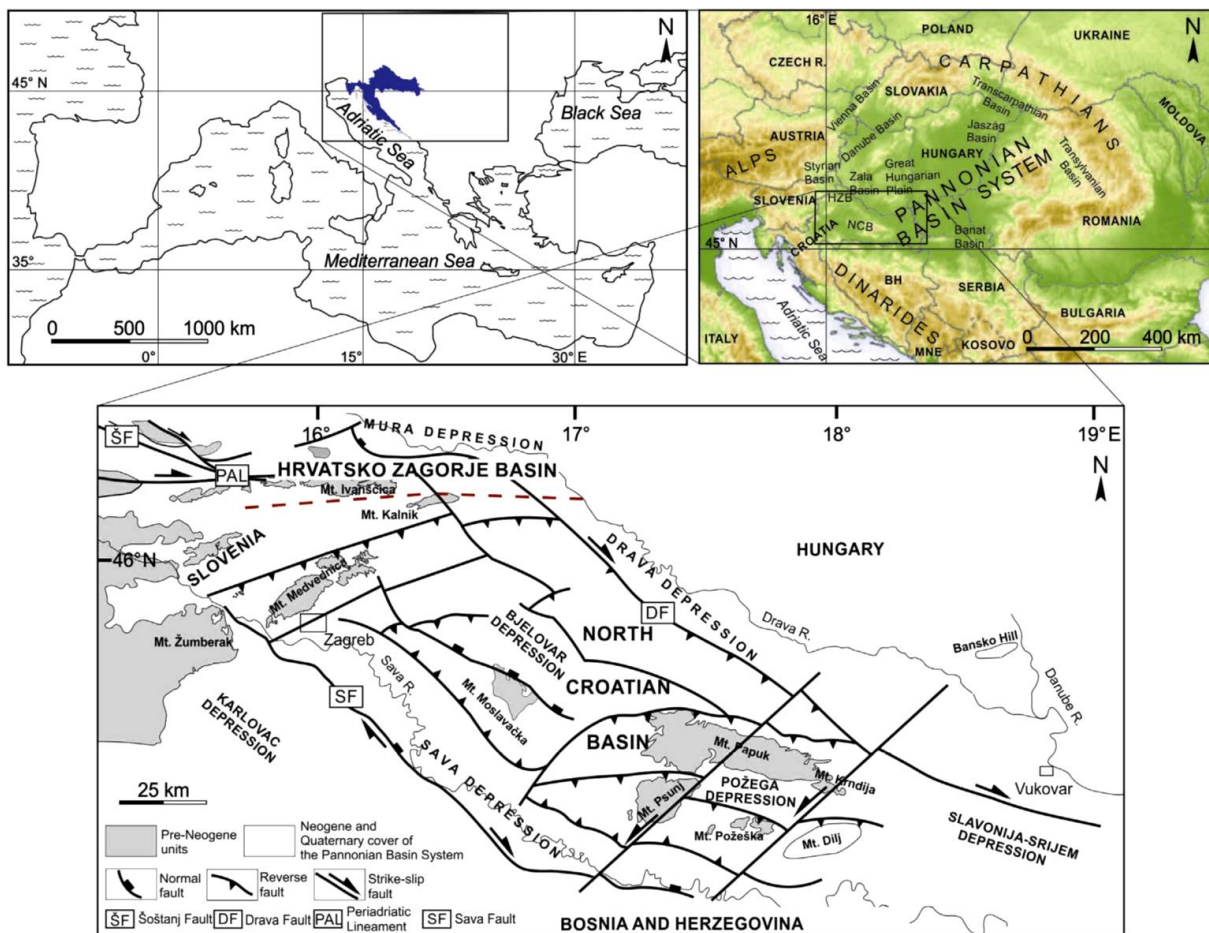 N
45° N
Black Sea
Adriatic Sea
35°
Mediterranean Sea
0 500 1000 km
0° 15° 30° E
16° E
N
POLAND
UKRAINE
CZECH R.
CARPATHIANS
SLOVAKIA
Transcarpathian
Basin
MOLDOVA
Vienna Basin
Danube Basin
Jaszág
Basin
AUSTRIA
HUNGARY
ALPS
Styrian
Basin
Zala
Basin
Great
Hungarian
Plain
PANNONIAN
BASIN SYSTEM
Transylvanian
Basin
SLOVENIA
HZB
ROMANIA
CROATIA
NCB
Banat
Basin
45° N
BH
SERBIA
DINARIDES
Adriatic Sea
BULGARIA
ITALY
MNE
KOSOVO
0 200 400 km
16° 17° 18° 19°E
N
ŠF
MURA DEPRESSION
PAL
HRVATSKO ZAGORJE BASIN
Mt. Ivanščica
Mt. Kalnik
SLOVENIA
46°N
HUNGARY
DRAVA DEPRESSION
Mt. Medvednica
DF
Drava R.
Zagreb
BJELOVAR
DEPRESSION
NORTH
CROATIAN
BASIN
Bansko Hill
Mt. Žumberak
Sava R.
SF
Mt. Moslavačka
Danube R.
KARLOVAC
DEPRESSION
SAVA DEPRESSION
Mt. Papuk
Mt. Krndija
Vukovar
POŽEGA
DEPRESSION
Mt. Psunj
Mt. Požeška
Mt. Dilj
SLAVONIJA-SRIJEM
DEPRESSION
25 km
Pre-Neogene
units
Neogene and
Quaternary cover of
the Pannonian Basin System
Normal
fault
Reverse
fault
Strike-slip
fault
ŠF Šoštanj Fault DF Drava Fault PAL Periadriatic
Lineament SF Sava Fault
BOSNIA AND HERZEGOVINA